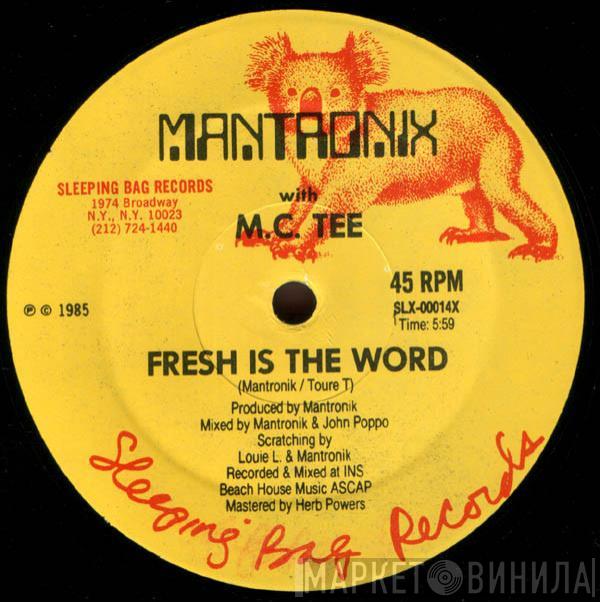 MANTRONIX
SLEEPING BAG RECORDS
1974 Broadway
N.Y., N.Y. 10023
(212) 724-1440
with
M.C. TEE
45 RPM
SLX-00014X
Time: 5:59
℗ © 1985
FRESH IS THE WORD
(Mantronik / Toure T)
Produced by Mantronik
Mixed by Mantronik & John Poppo
Scratching by
Louie L. & Mantronik
Recorded & Mixed at INS
Beach House Music ASCAP
Mastered by Herb Powers
Sleeping Bag Records
МАРКЕТ ВИНИЛА